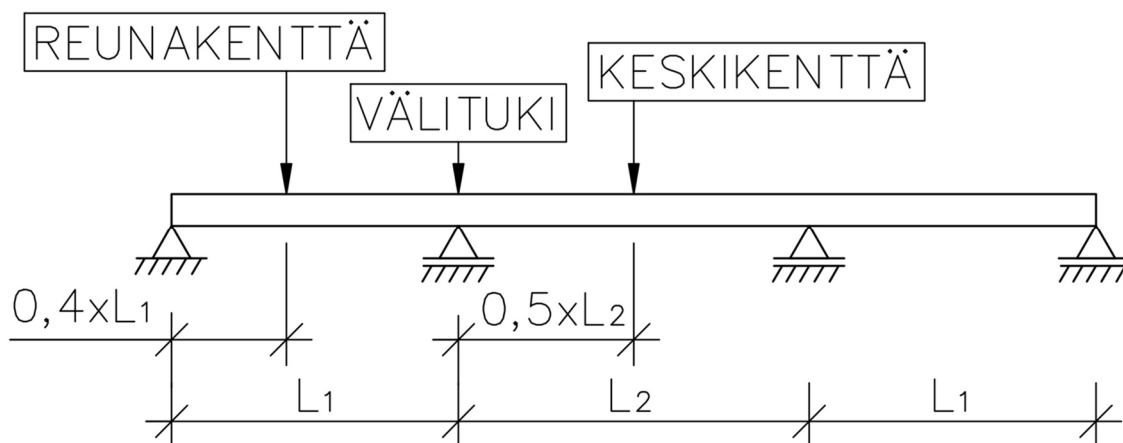 REUNAKENTTÄ
KESKIKENTTÄ
VÄLITUKI
0,4xL1
0,5xL2
L1
L2
L1